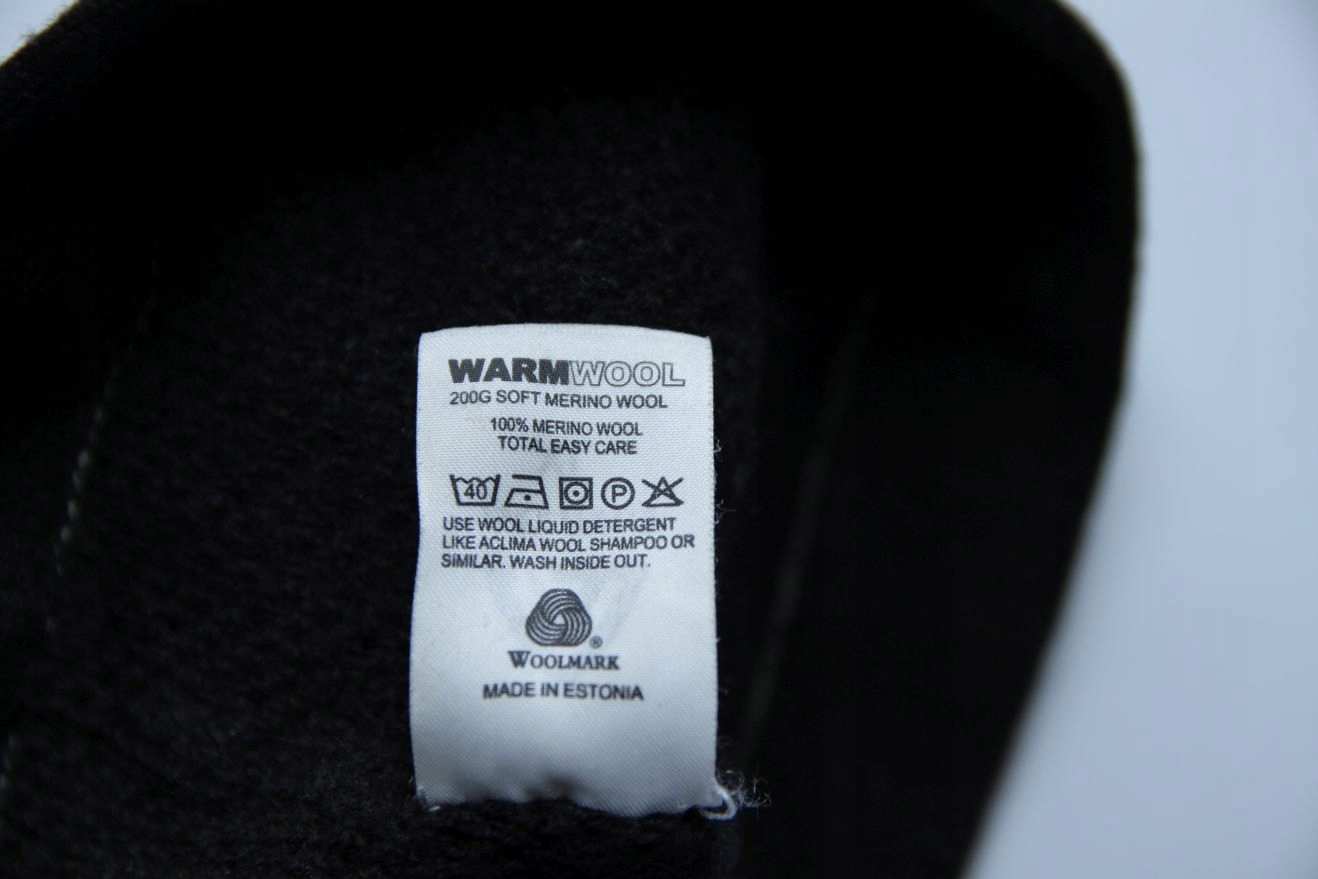 WARMWOOL
200G SOFT MERINO WOOL
100% MERINO WOOL
TOTAL EASY CARE
40 P
USE WOOL LIQUID DETERGENT
LIKE ACLIMA WOOL SHAMPOO OR
SIMILAR. WASH INSIDE OUT.
®
WOOLMARK
MADE IN ESTONIA